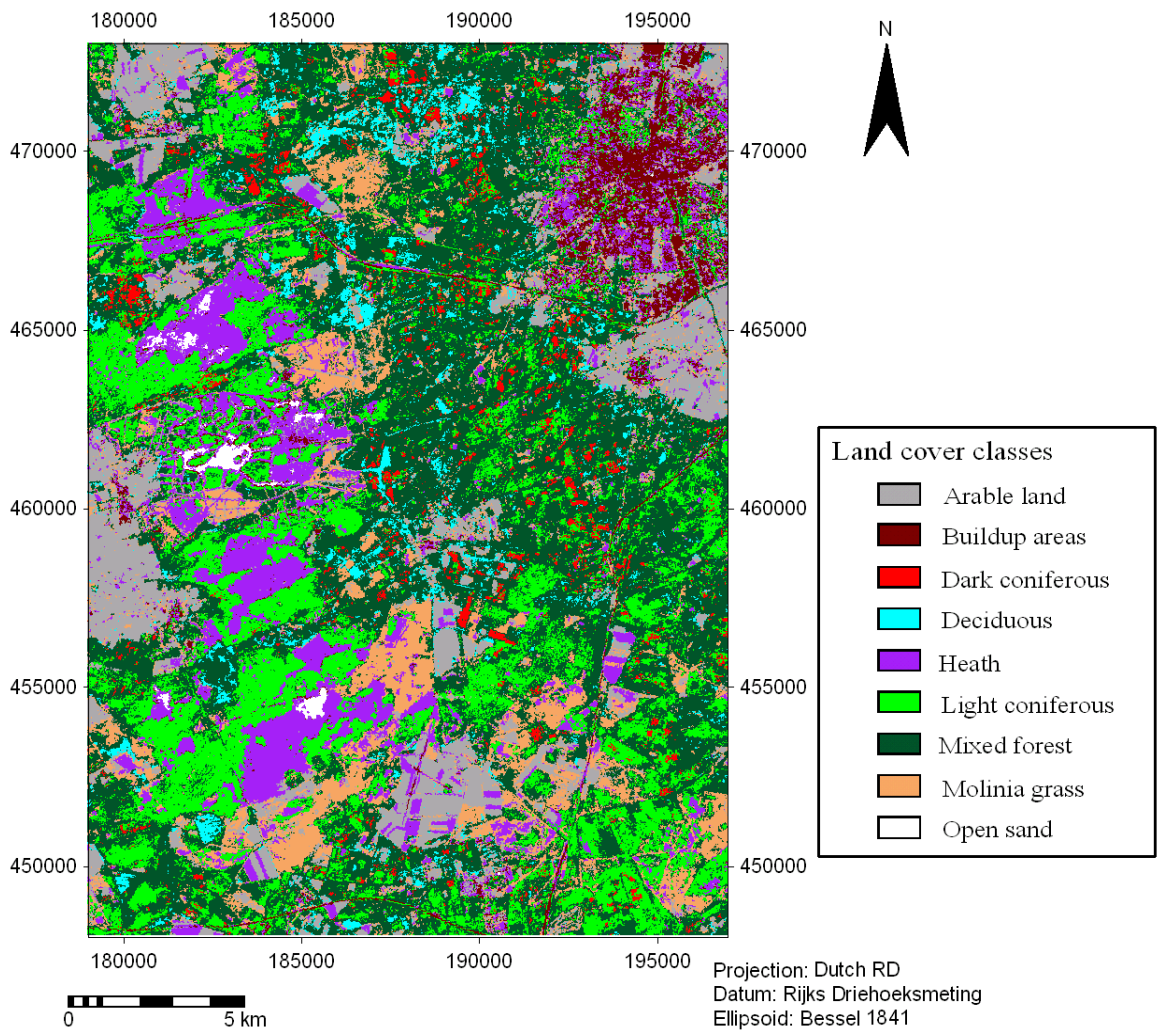 180000 185000 190000 195000
N
470000 470000
465000 465000
460000 460000
455000 455000
450000 450000
180000 185000 190000 195000
Land cover classes
Arable land
Buildup areas
Dark coniferous
Deciduous
Heath
Light coniferous
Mixed forest
Molinia grass
Open sand
0 5 km
Projection: Dutch RD
Datum: Rijks Driehoeksmeting
Ellipsoid: Bessel 1841